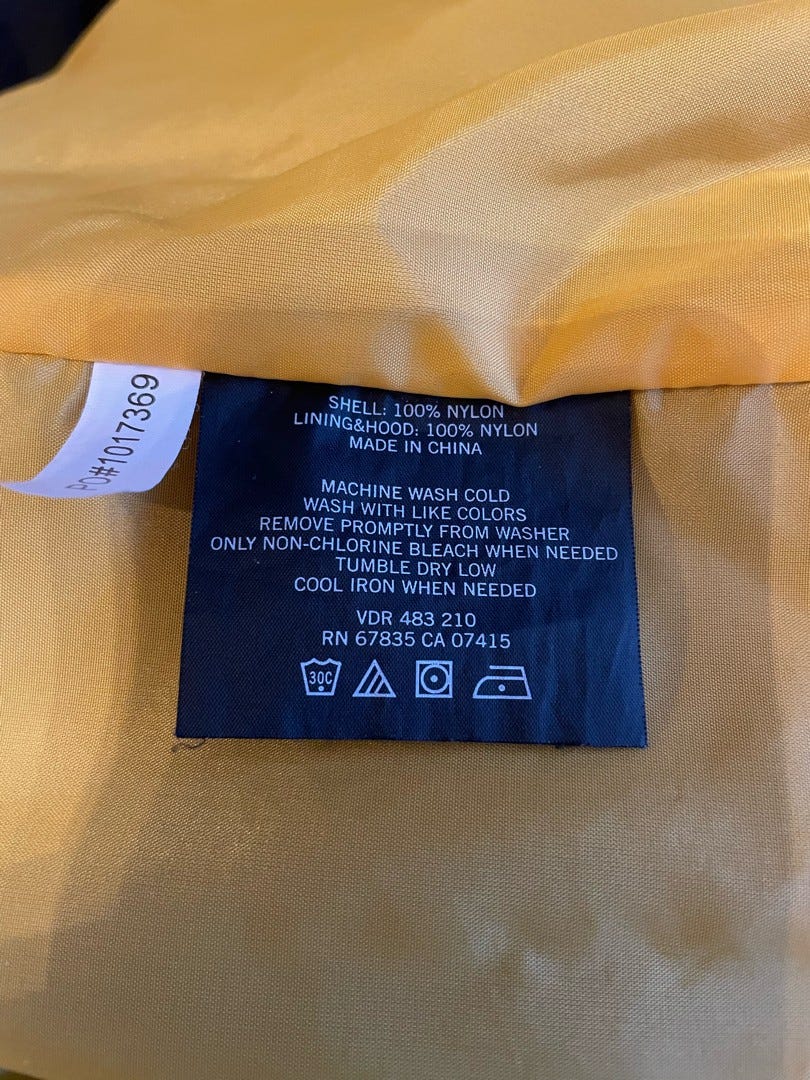 PO#1017369
SHELL: 100% NYLON
LINING&HOOD: 100% NYLON
MADE IN CHINA
MACHINE WASH COLD
WASH WITH LIKE COLORS
REMOVE PROMPTLY FROM WASHER
ONLY NON-CHLORINE BLEACH WHEN NEEDED
TUMBLE DRY LOW
COOL IRON WHEN NEEDED
VDR 483 210
RN 67835 CA 07415
30C